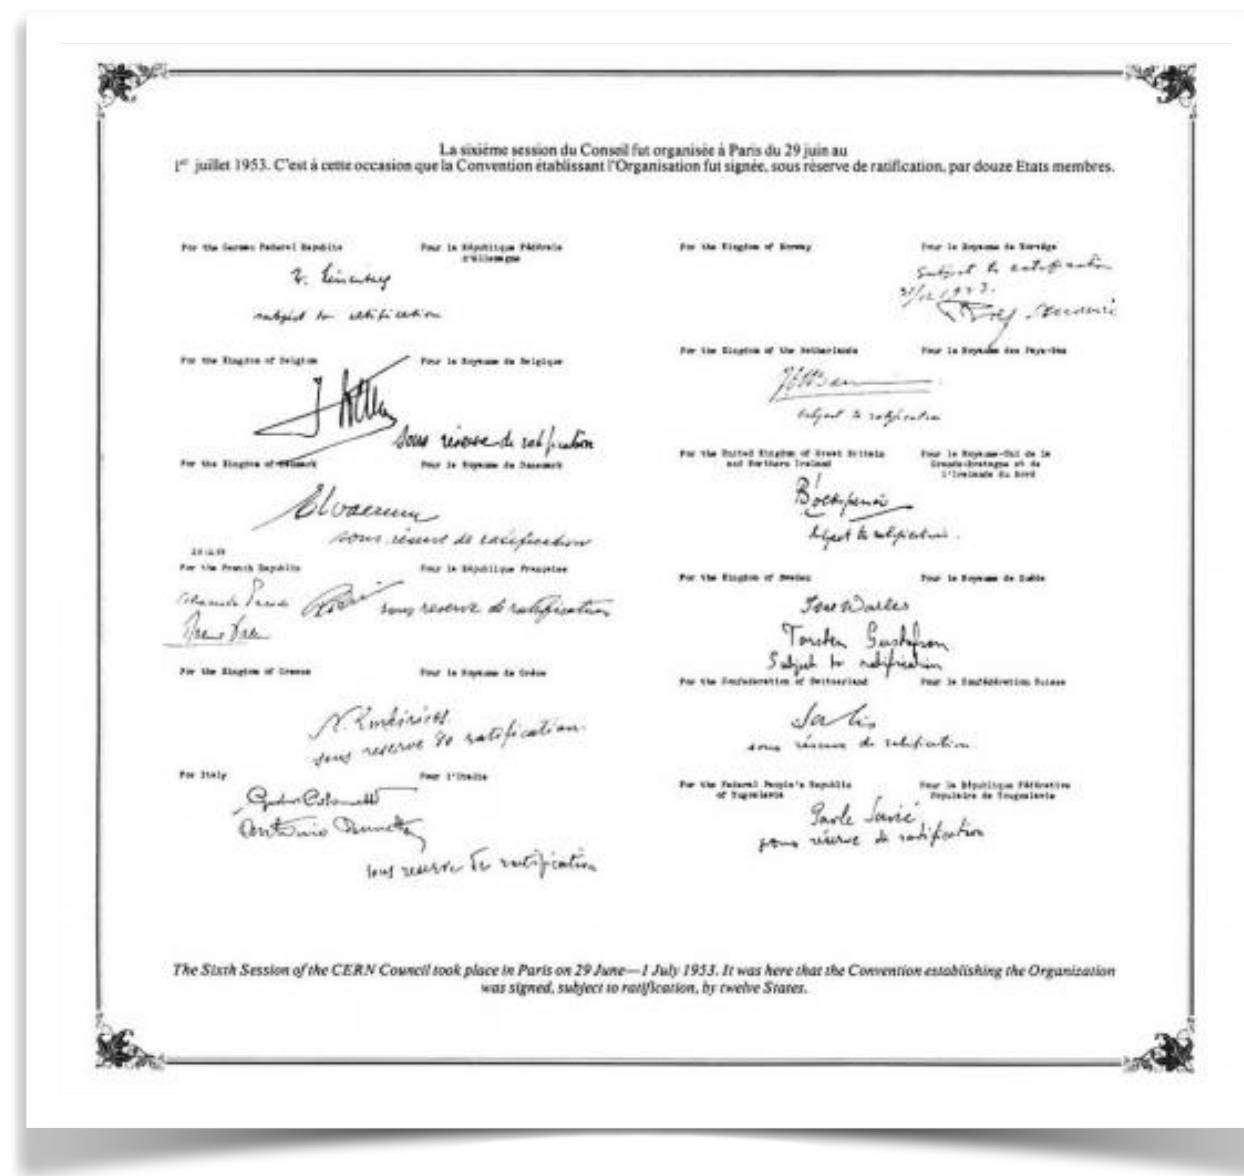 La sixième session du Conseil fut organisée à Paris du 29 juin au
1er juillet 1953. C'est à cette occasion que la Convention établissant l'Organisation fut signée, sous réserve de ratification, par douze Etats membres.
For the German Federal Republic
Pour la République Fédérale
d'Allemagne
subject to ratification
For the Kingdom of Belgium
Pour le Royaume de Belgique
sous réserve de ratification
For the Kingdom of Denmark
Pour le Royaume de Danemark
sous réserve de ratification
For the French Republic
Pour la République Française
sous reserve de ratification
For the Kingdom of Greece
Pour le Royaume de Grèce
sous reserve de ratification.
For Italy
Pour l'Italie
Antonio
sous reserve de ratification
For the Kingdom of Norway
Pour le Royaume de Norvège
Subject to ratification
31/12 1953.
For the Kingdom of the Netherlands
Pour le Royaume des Pays-Bas
subject to ratification
For the United Kingdom of Great Britain
and Northern Ireland
Pour le Royaume-Uni de la
Grande-Bretagne et de
l'Irelande du Nord
subject to ratification.
For the Kingdom of Sweden
Pour le Royaume de Suède
Torsten Gustafson
Subject to ratification
For the Confederation of Switzerland
Pour la Confédération Suisse
sous réserve de ratification
For the Federal People's Republic
of Yugoslavia
Pour la République Fédérative
Populaire de Yougoslavie
Pavle Savić
sous réserve de ratification
The Sixth Session of the CERN Council took place in Paris on 29 June—1 July 1953. It was here that the Convention establishing the Organization
was signed, subject to ratification, by twelve States.